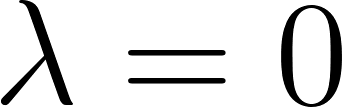 λ = 0